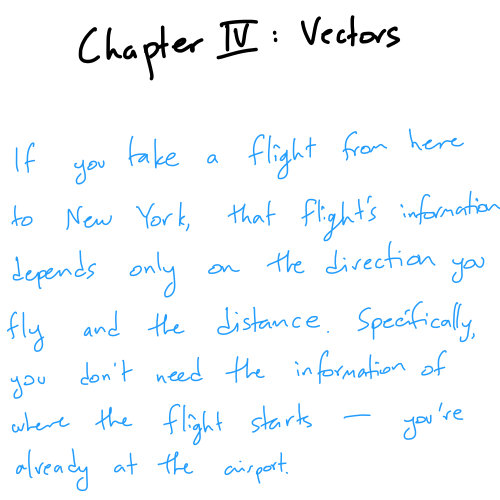 Chapter IV: Vectors
If you take a flight from here
to New York, that flight's information
depends only on the direction you
fly and the distance. Specifically,
you don't need the information of
where the flight starts — you're
already at the airport.